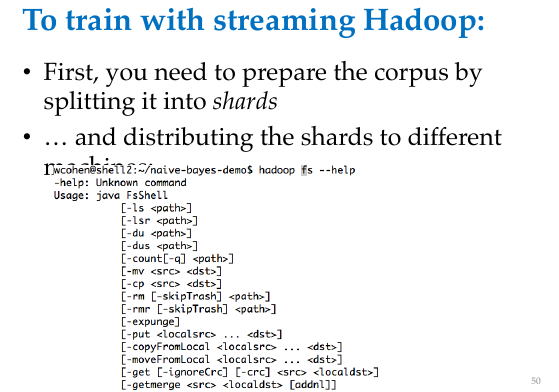 To train with streaming Hadoop:
• First, you need to prepare the corpus by
splitting it into shards
• … and distributing the shards to different
wcohen@shell2:~/naive-bayes-demo$ hadoop fs --help
-help: Unknown command
Usage: java FsShell
[-ls <path>]
[-lsr <path>]
[-du <path>]
[-dus <path>]
[-count[-q] <path>]
[-mv <src> <dst>]
[-cp <src> <dst>]
[-rm [-skipTrash] <path>]
[-rmr [-skipTrash] <path>]
[-expunge]
[-put <localsrc> ... <dst>]
[-copyFromLocal <localsrc> ... <dst>]
[-moveFromLocal <localsrc> ... <dst>]
[-get [-ignoreCrc] [-crc] <src> <localdst>]
[-getmerge <src> <localdst> [addnl]]
50